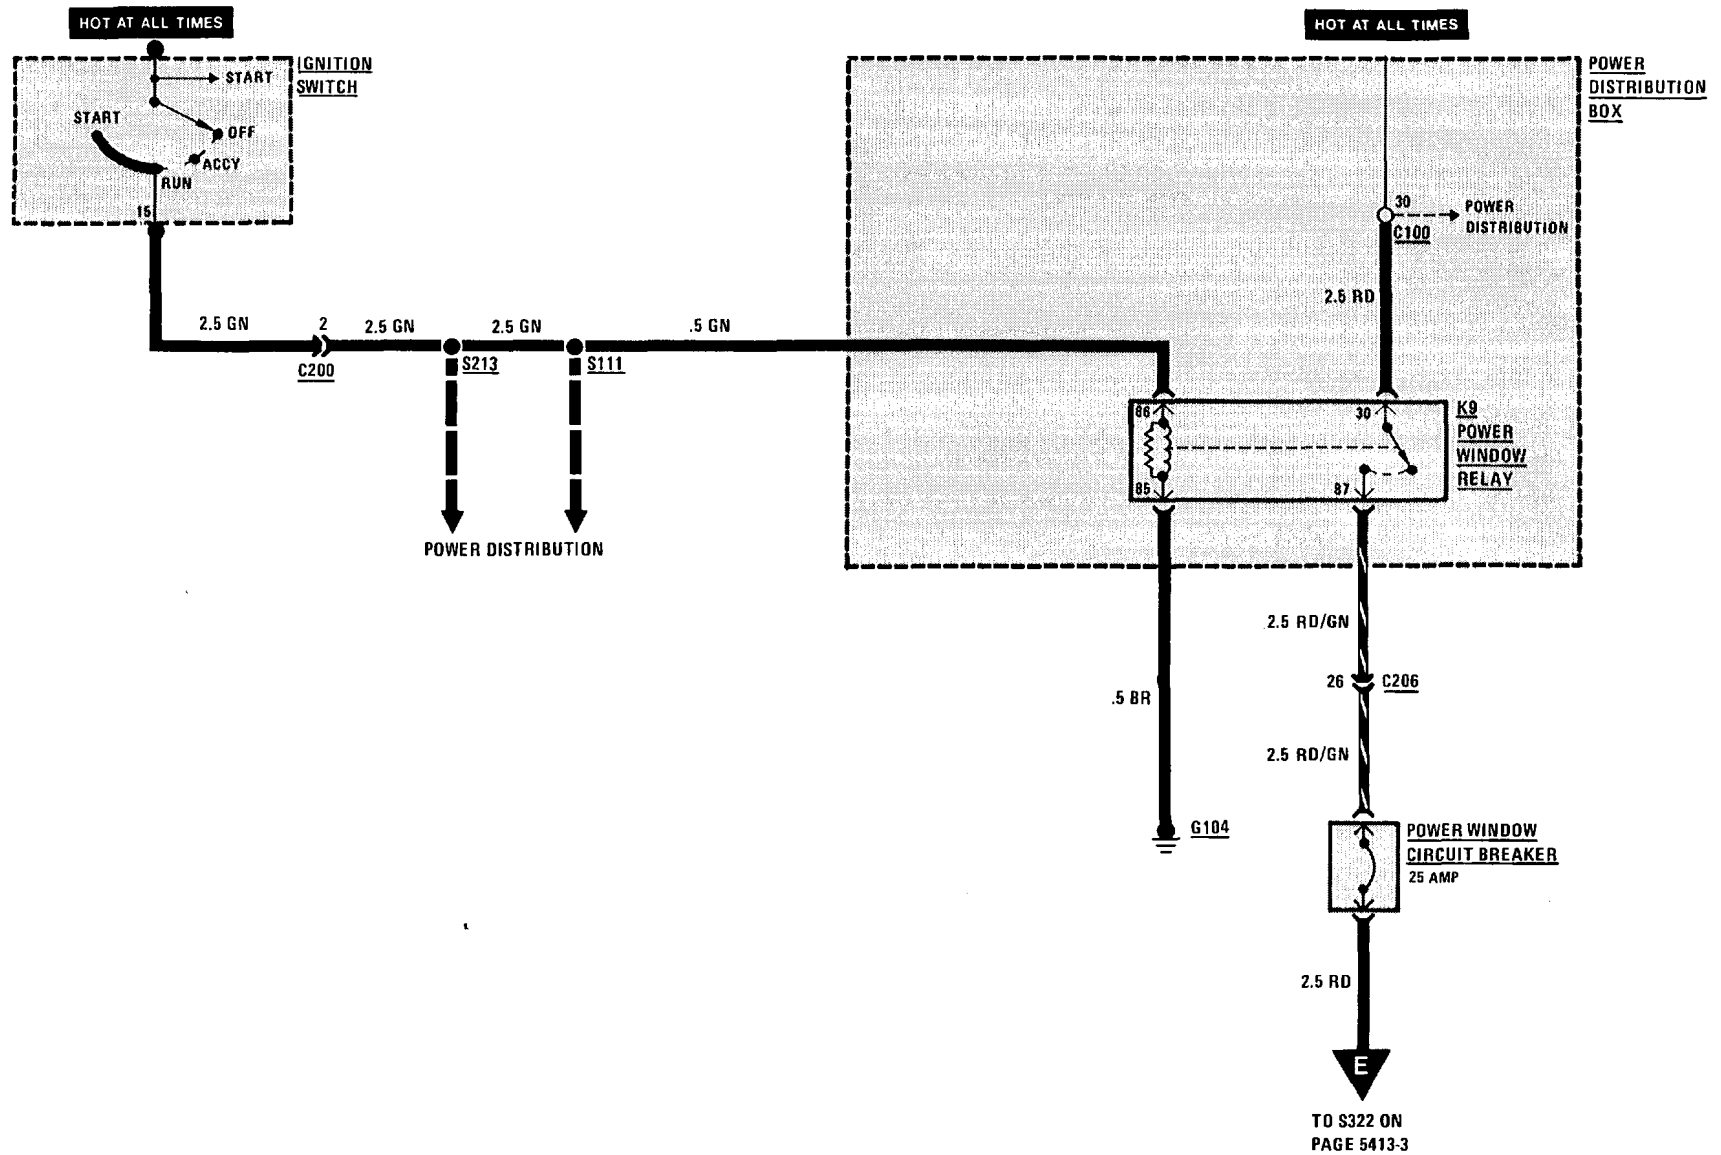 HOT AT ALL TIMES
HOT AT ALL TIMES
IGNITION
SWITCH
START
START
OFF
ACCY
RUN
15
POWER
DISTRIBUTION
BOX
30
C100
POWER
DISTRIBUTION
2.5 RD
2.5 GN
2
2.5 GN
2.5 GN
.5 GN
C200
S213
S111
POWER DISTRIBUTION
86
30
85
87
K9
POWER
WINDOW
RELAY
2.5 RD/GN
26
C206
.5 BR
2.5 RD/GN
G104
POWER WINDOW
CIRCUIT BREAKER
25 AMP
2.5 RD
E
TO S322 ON
PAGE 5413-3